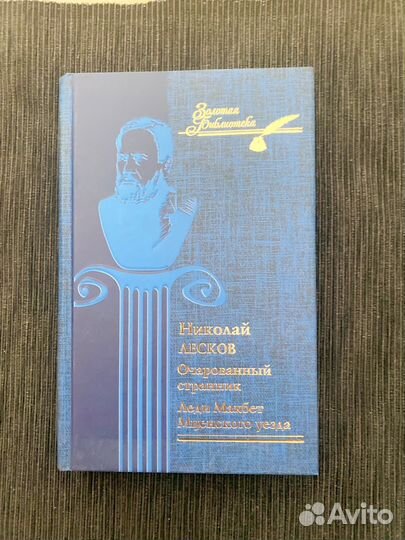 Золотая
Библиотека
Николай
ЛЕСКОВ
Очарованный
странник
Леди Макбет
Мценского уезда
Avito